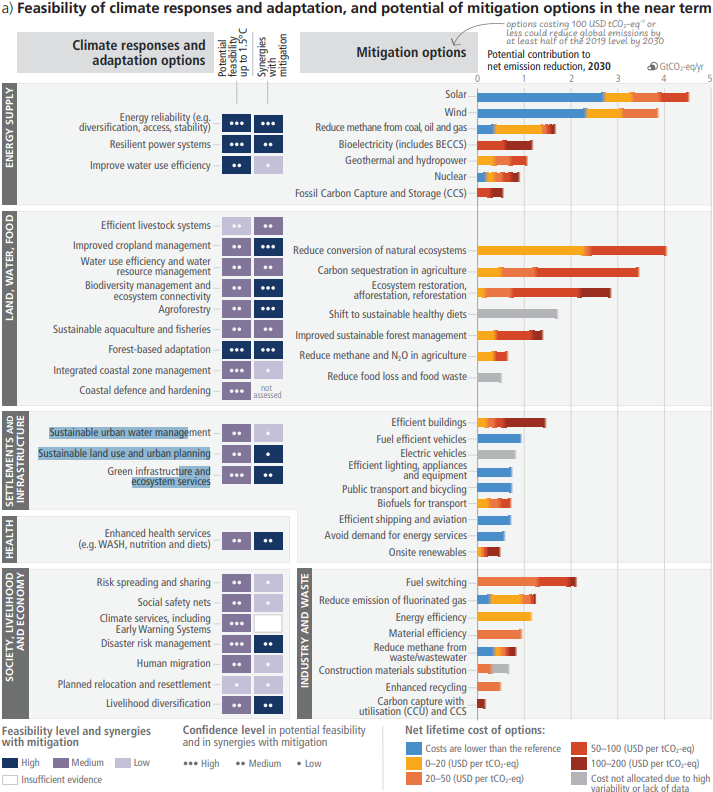 a) Feasibility of climate responses and adaptation, and potential of mitigation options in the near term
options costing 100 USD tCO₂-eq⁻¹ or
less could reduce global emissions by
at least half of the 2019 level by 2030
Climate responses and
adaptation options
Potential
feasibility
up to 1.5°C
Synergies
with
mitigation
Mitigation options
Potential contribution to
net emission reduction, 2030
GtCO₂-eq/yr
0 1 2 3 4 5
ENERGY SUPPLY
Energy reliability (e.g.
diversification, access, stability)
Resilient power systems
Improve water use efficiency
Solar
Wind
Reduce methane from coal, oil and gas
Bioelectricity (includes BECCS)
Geothermal and hydropower
Nuclear
Fossil Carbon Capture and Storage (CCS)
LAND, WATER, FOOD
Efficient livestock systems
Improved cropland management
Water use efficiency and water
resource management
Biodiversity management and
ecosystem connectivity
Agroforestry
Sustainable aquaculture and fisheries
Forest-based adaptation
Integrated coastal zone management
Coastal defence and hardening
not
assessed
Reduce conversion of natural ecosystems
Carbon sequestration in agriculture
Ecosystem restoration,
afforestation, reforestation
Shift to sustainable healthy diets
Improved sustainable forest management
Reduce methane and N₂O in agriculture
Reduce food loss and food waste
SETTLEMENTS AND
INFRASTRUCTURE
Sustainable urban water management
Sustainable land use and urban planning
Green infrastructure and
ecosystem services
Efficient buildings
Fuel efficient vehicles
Electric vehicles
Efficient lighting, appliances
and equipment
Public transport and bicycling
Biofuels for transport
Efficient shipping and aviation
Avoid demand for energy services
Onsite renewables
HEALTH
Enhanced health services
(e.g. WASH, nutrition and diets)
SOCIETY, LIVELIHOOD
AND ECONOMY
Risk spreading and sharing
Social safety nets
Climate services, including
Early Warning Systems
Disaster risk management
Human migration
Planned relocation and resettlement
Livelihood diversification
INDUSTRY AND WASTE
Fuel switching
Reduce emission of fluorinated gas
Energy efficiency
Material efficiency
Reduce methane from
waste/wastewater
Construction materials substitution
Enhanced recycling
Carbon capture with
utilisation (CCU) and CCS
Feasibility level and synergies
with mitigation
High Medium Low
Insufficient evidence
Confidence level in potential feasibility
and in synergies with mitigation
••• High •• Medium • Low
Net lifetime cost of options:
Costs are lower than the reference
0–20 (USD per tCO₂-eq)
20–50 (USD per tCO₂-eq)
50–100 (USD per tCO₂-eq)
100–200 (USD per tCO₂-eq)
Cost not allocated due to high
variability or lack of data